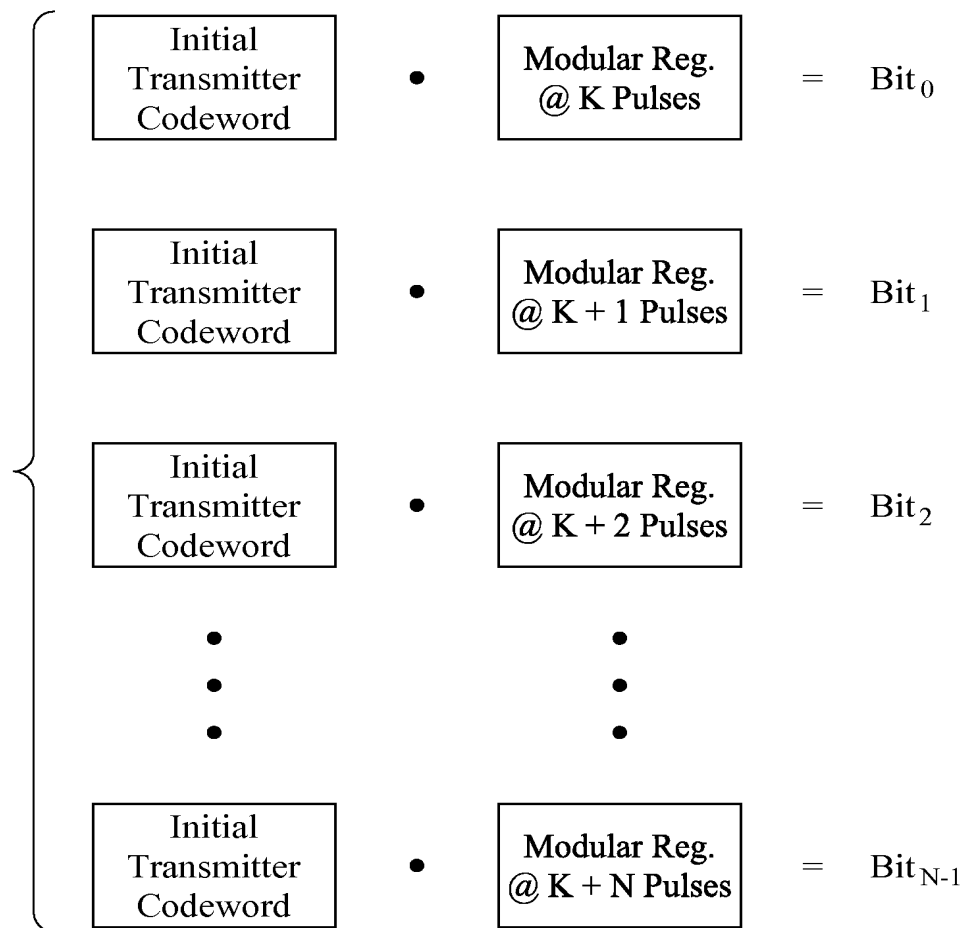 Initial Transmitter Codeword • Modular Reg. @ K Pulses = Bit0
Initial Transmitter Codeword • Modular Reg. @ K + 1 Pulses = Bit1
Initial Transmitter Codeword • Modular Reg. @ K + 2 Pulses = Bit2
Initial Transmitter Codeword • Modular Reg. @ K + N Pulses = BitN-1